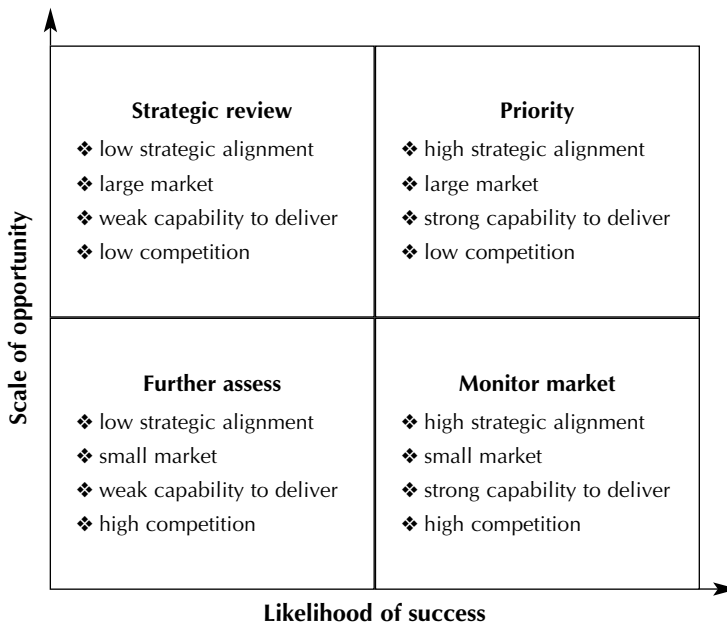 Scale of opportunity
Strategic review
❖ low strategic alignment
❖ large market
❖ weak capability to deliver
❖ low competition
Priority
❖ high strategic alignment
❖ large market
❖ strong capability to deliver
❖ low competition
Further assess
❖ low strategic alignment
❖ small market
❖ weak capability to deliver
❖ high competition
Monitor market
❖ high strategic alignment
❖ small market
❖ strong capability to deliver
❖ high competition
Likelihood of success